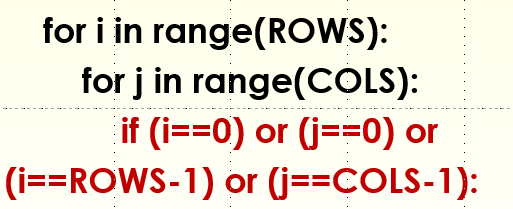 for i in range(ROWS):
for j in range(COLS):
if (i==0) or (j==0) or
(i==ROWS-1) or (j==COLS-1):